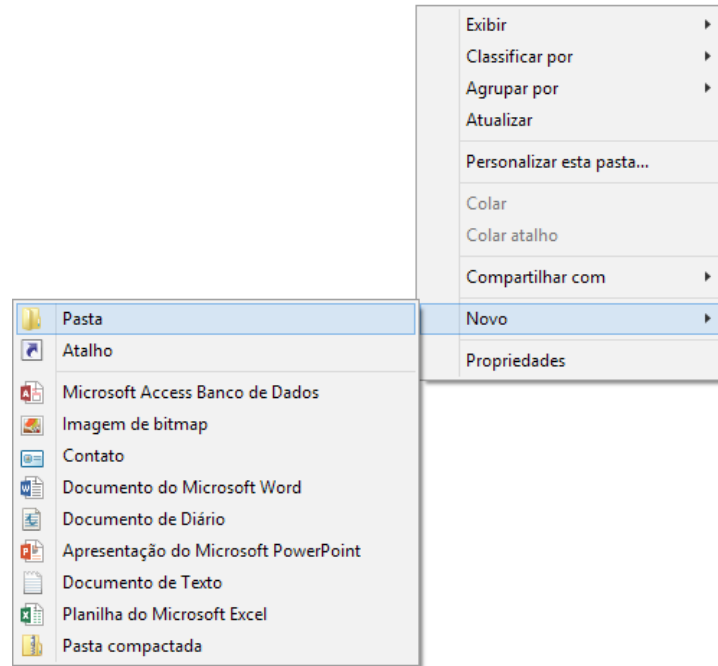 Exibir
Classificar por
Agrupar por
Atualizar
Personalizar esta pasta...
Colar
Colar atalho
Compartilhar com
Novo
Propriedades
Pasta
Atalho
Microsoft Access Banco de Dados
Imagem de bitmap
Contato
Documento do Microsoft Word
Documento de Diário
Apresentação do Microsoft PowerPoint
Documento de Texto
Planilha do Microsoft Excel
Pasta compactada